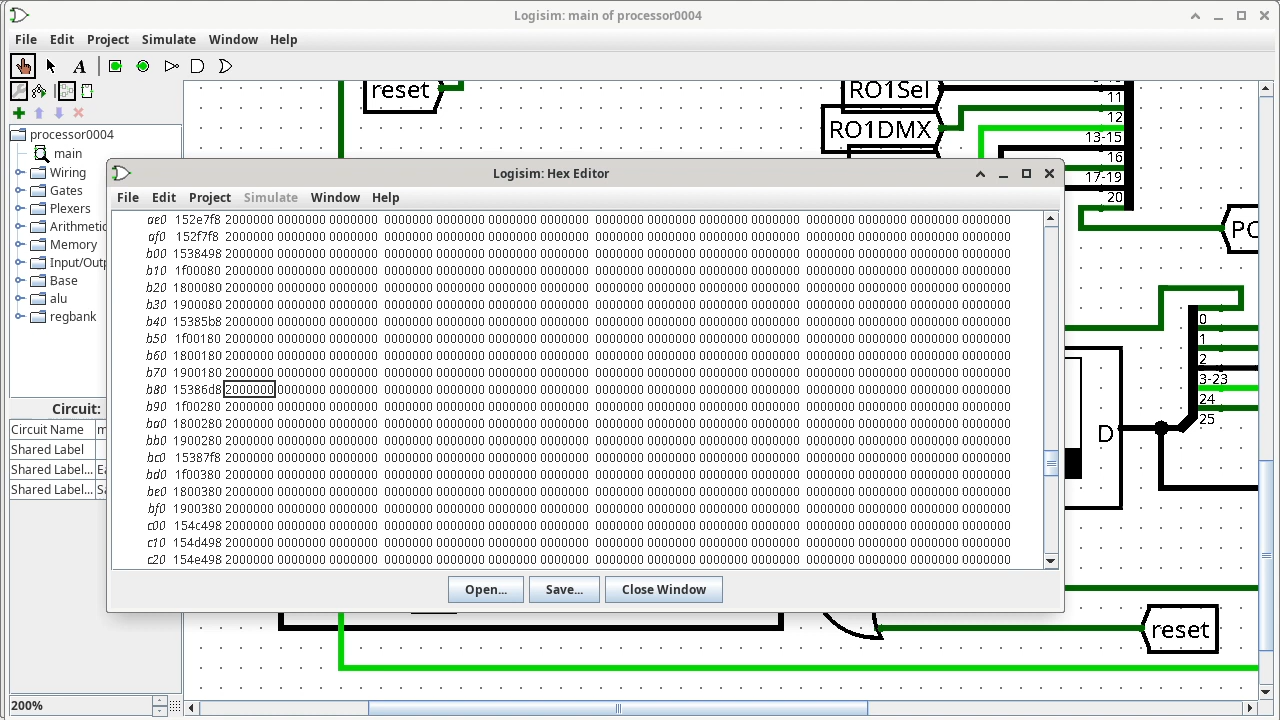 Logisim: main of processor0004
File Edit Project Simulate Window Help
A
processor0004
main
Wiring
Gates
Plexers
Arithmetic
Memory
Input/Outp
Base
alu
regbank
Circuit:
Circuit Name m
Shared Label
Shared Label... Ea
Shared Label... Sa
200%
reset
RO1Sel
RO1DMX
11
12
13-15
16
17-19
20
PC
Logisim: Hex Editor
File Edit Project Simulate Window Help
ae0 152e7f8 2000000 0000000 0000000 0000000 0000000 0000000 0000000 0000000 0000000 0000000 0000000 0000000 0000000 0000000 0000000
af0 152f7f8 2000000 0000000 0000000 0000000 0000000 0000000 0000000 0000000 0000000 0000000 0000000 0000000 0000000 0000000 0000000
b00 1538498 2000000 0000000 0000000 0000000 0000000 0000000 0000000 0000000 0000000 0000000 0000000 0000000 0000000 0000000 0000000
b10 1f00080 2000000 0000000 0000000 0000000 0000000 0000000 0000000 0000000 0000000 0000000 0000000 0000000 0000000 0000000 0000000
b20 1800080 2000000 0000000 0000000 0000000 0000000 0000000 0000000 0000000 0000000 0000000 0000000 0000000 0000000 0000000 0000000
b30 1900080 2000000 0000000 0000000 0000000 0000000 0000000 0000000 0000000 0000000 0000000 0000000 0000000 0000000 0000000 0000000
b40 15385b8 2000000 0000000 0000000 0000000 0000000 0000000 0000000 0000000 0000000 0000000 0000000 0000000 0000000 0000000 0000000
b50 1f00180 2000000 0000000 0000000 0000000 0000000 0000000 0000000 0000000 0000000 0000000 0000000 0000000 0000000 0000000 0000000
b60 1800180 2000000 0000000 0000000 0000000 0000000 0000000 0000000 0000000 0000000 0000000 0000000 0000000 0000000 0000000 0000000
b70 1900180 2000000 0000000 0000000 0000000 0000000 0000000 0000000 0000000 0000000 0000000 0000000 0000000 0000000 0000000 0000000
b80 15386d8 2000000 0000000 0000000 0000000 0000000 0000000 0000000 0000000 0000000 0000000 0000000 0000000 0000000 0000000 0000000
b90 1f00280 2000000 0000000 0000000 0000000 0000000 0000000 0000000 0000000 0000000 0000000 0000000 0000000 0000000 0000000 0000000
ba0 1800280 2000000 0000000 0000000 0000000 0000000 0000000 0000000 0000000 0000000 0000000 0000000 0000000 0000000 0000000 0000000
bb0 1900280 2000000 0000000 0000000 0000000 0000000 0000000 0000000 0000000 0000000 0000000 0000000 0000000 0000000 0000000 0000000
bc0 15387f8 2000000 0000000 0000000 0000000 0000000 0000000 0000000 0000000 0000000 0000000 0000000 0000000 0000000 0000000 0000000
bd0 1f00380 2000000 0000000 0000000 0000000 0000000 0000000 0000000 0000000 0000000 0000000 0000000 0000000 0000000 0000000 0000000
be0 1800380 2000000 0000000 0000000 0000000 0000000 0000000 0000000 0000000 0000000 0000000 0000000 0000000 0000000 0000000 0000000
bf0 1900380 2000000 0000000 0000000 0000000 0000000 0000000 0000000 0000000 0000000 0000000 0000000 0000000 0000000 0000000 0000000
c00 154c498 2000000 0000000 0000000 0000000 0000000 0000000 0000000 0000000 0000000 0000000 0000000 0000000 0000000 0000000 0000000
c10 154d498 2000000 0000000 0000000 0000000 0000000 0000000 0000000 0000000 0000000 0000000 0000000 0000000 0000000 0000000 0000000
c20 154e498 2000000 0000000 0000000 0000000 0000000 0000000 0000000 0000000 0000000 0000000 0000000 0000000 0000000 0000000 0000000
Open... Save... Close Window
0
1
2
3-23
24
25
D
reset